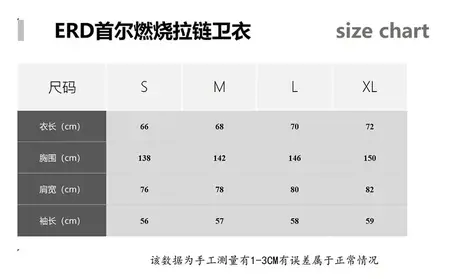 ERD首尔燃烧拉链卫衣 size chart
尺码 S M L XL
衣长（cm） 66 68 70 72
胸围（cm） 138 142 146 150
肩宽（cm） 76 78 80 82
袖长（cm） 56 57 58 59
该数据为手工测量有1-3CM有误差属于正常情况